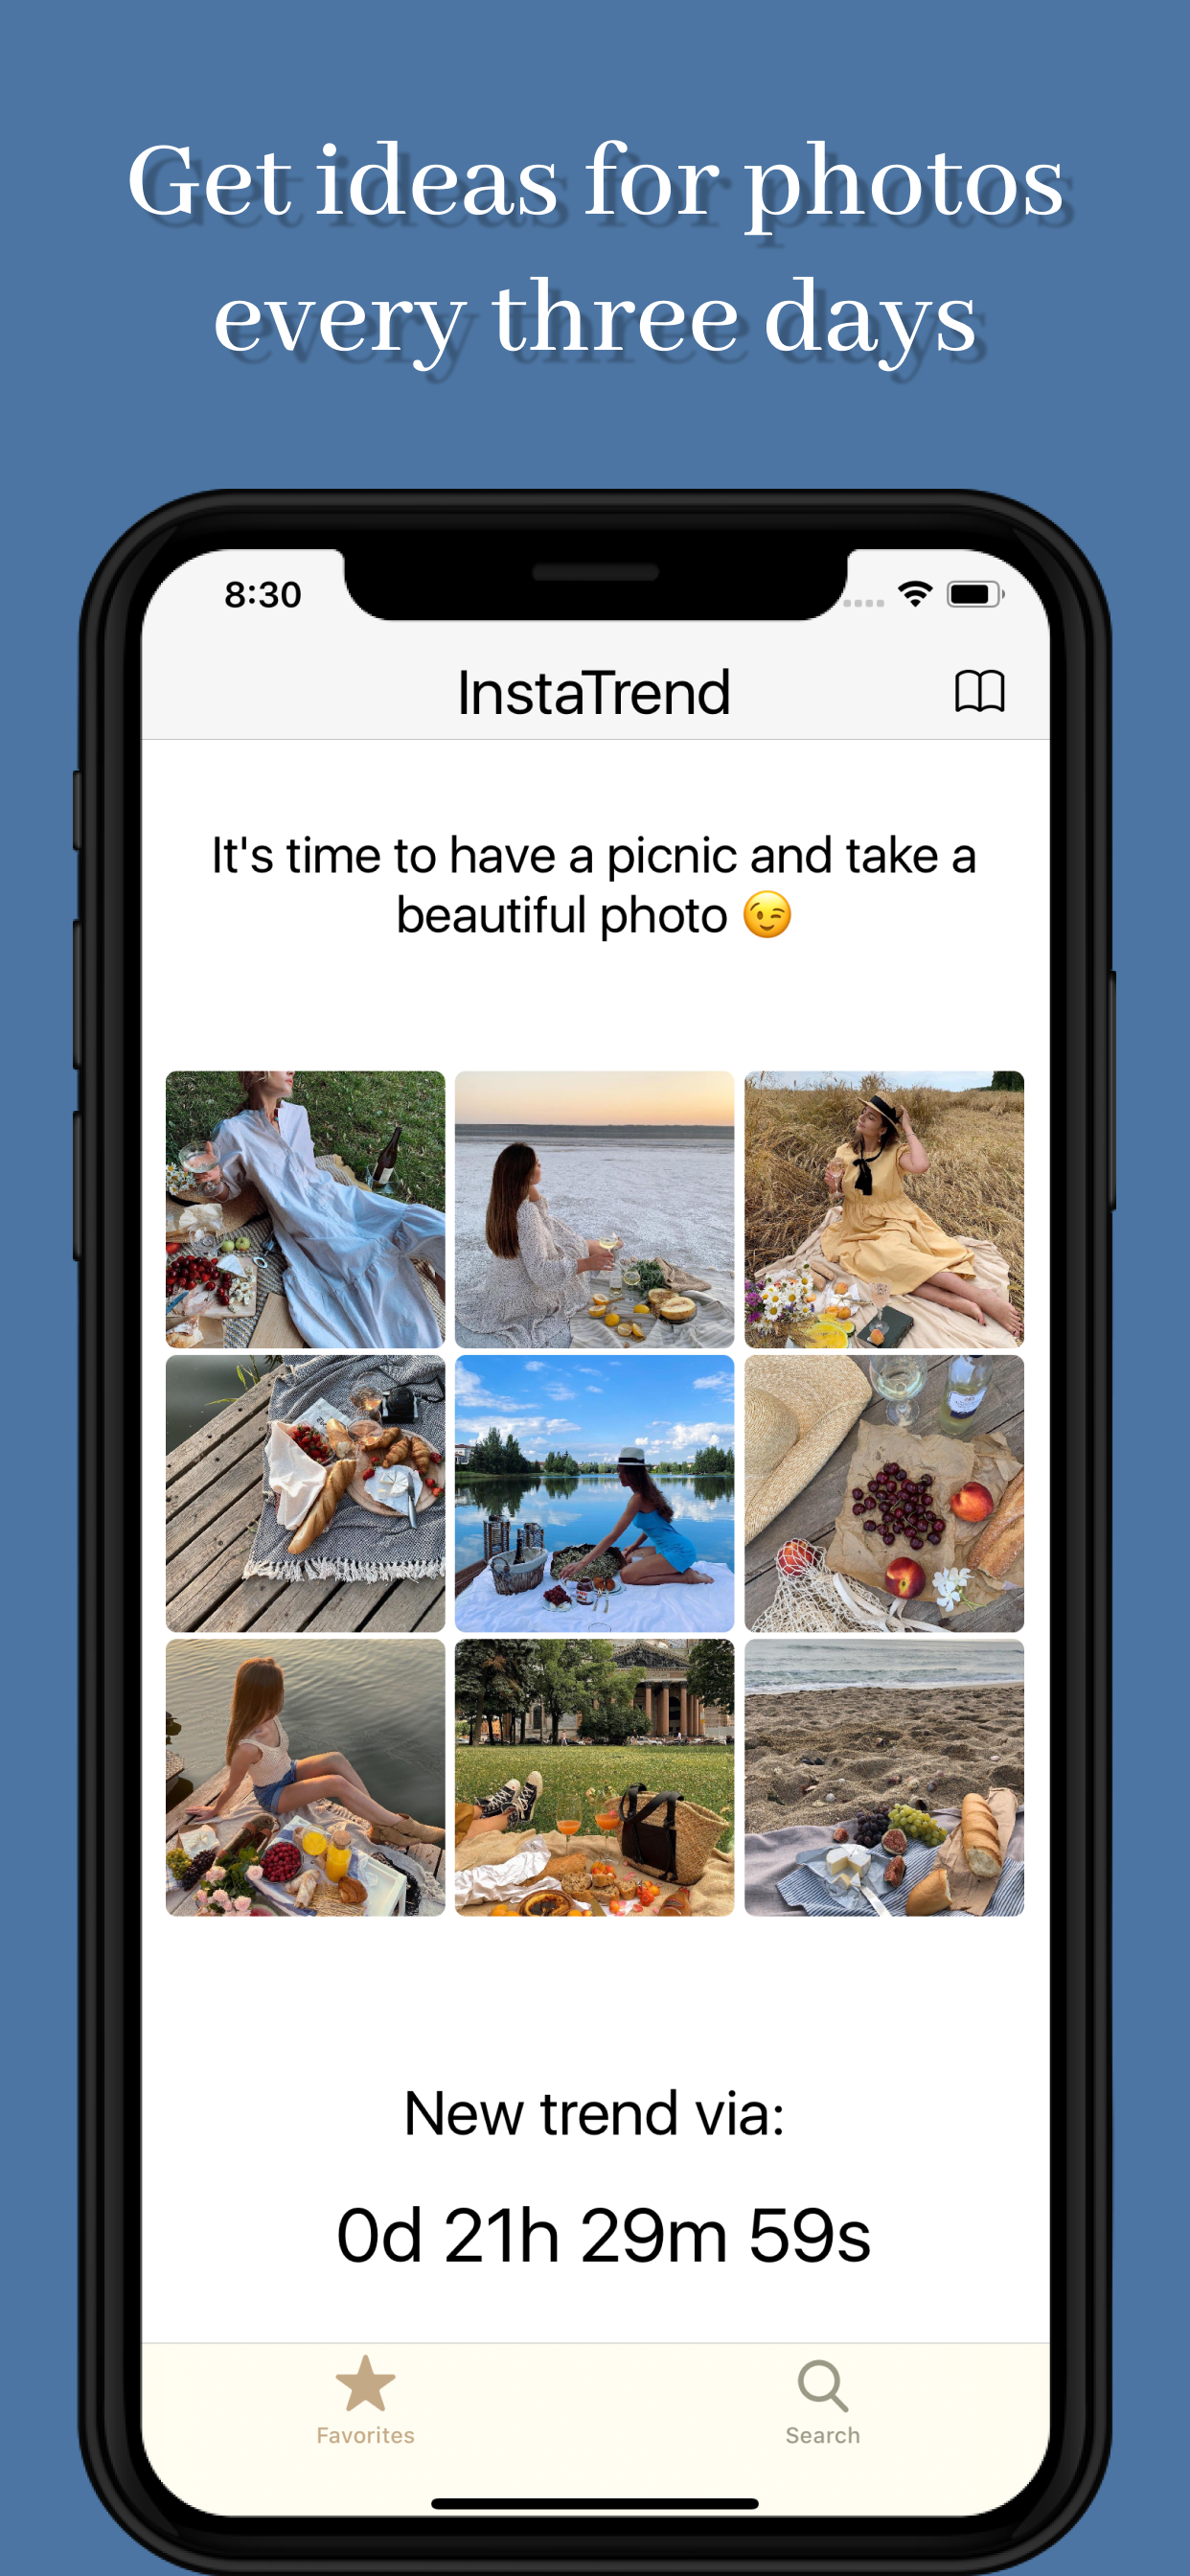 Get ideas for photos
every three days
8:30
InstaTrend
It's time to have a picnic and take a
beautiful photo 😉
New trend via:
0d 21h 29m 59s
Favorites
Search